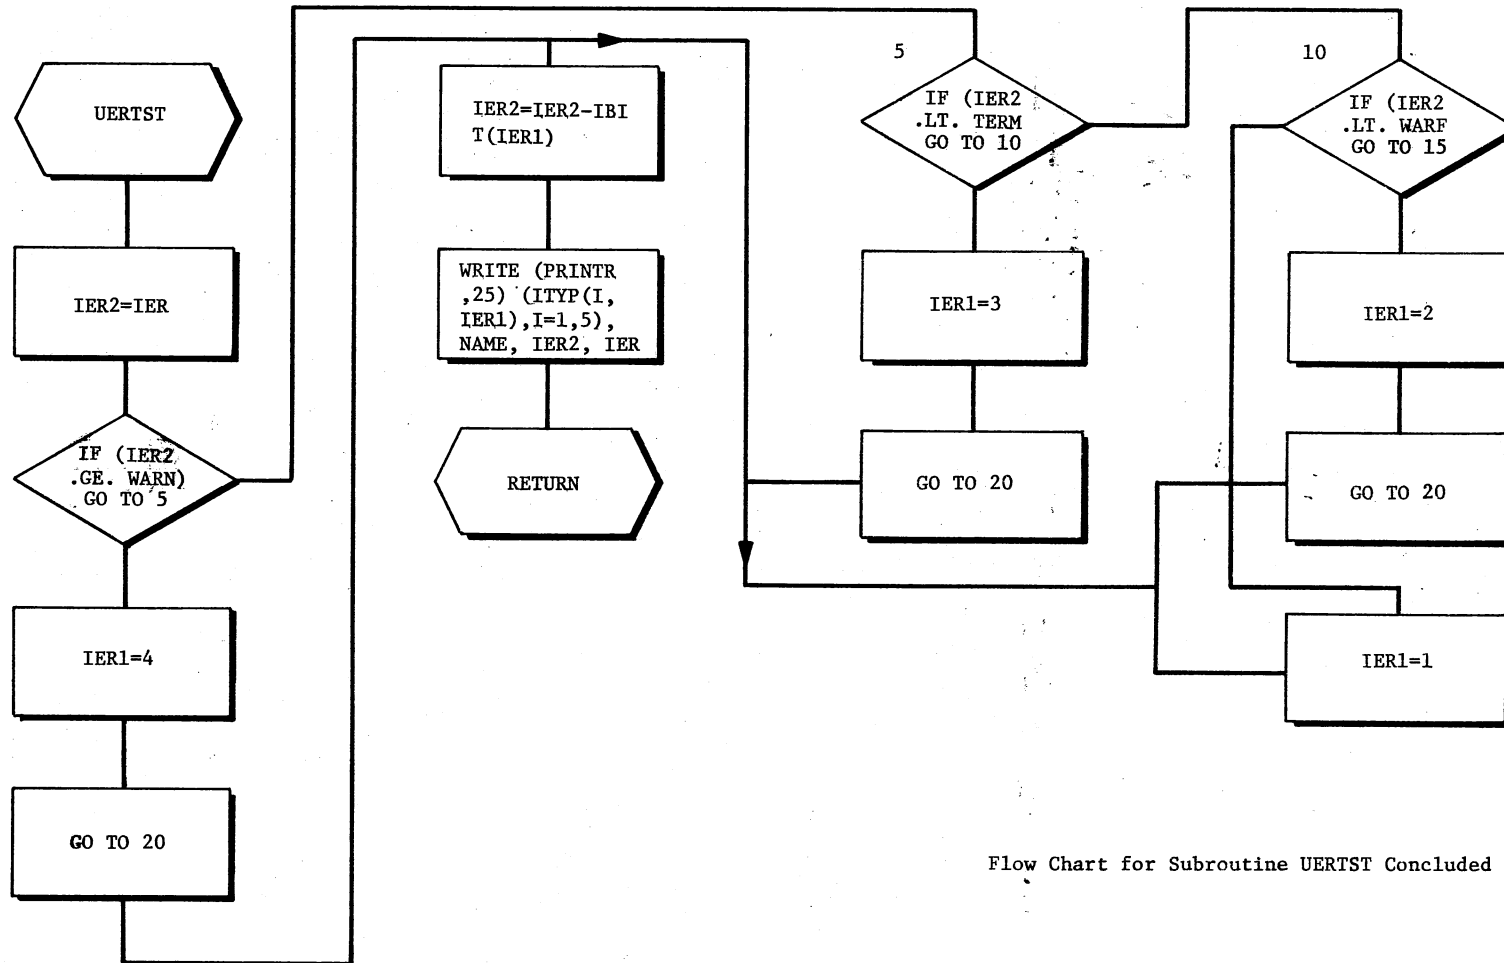 UERTST
IER2=IER
IF (IER2
.GE. WARN)
GO TO 5
IER1=4
GO TO 20
IER2=IER2-IBI
T(IER1)
WRITE (PRINTR
,25) (ITYP(I,
IER1),I=1,5),
NAME, IER2, IER
RETURN
5
IF (IER2
.LT. TERM
GO TO 10
IER1=3
GO TO 20
10
IF (IER2
.LT. WARF
GO TO 15
IER1=2
GO TO 20
IER1=1
Flow Chart for Subroutine UERTST Concluded